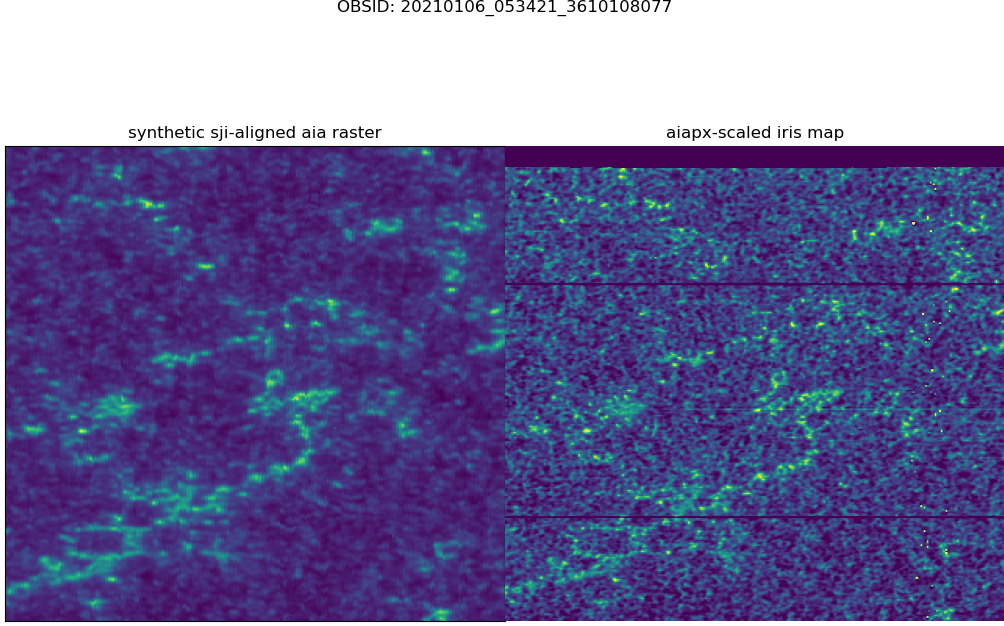 OBSID: 20210106_053421_3610108077
synthetic sji-aligned aia raster
aiapx-scaled iris map